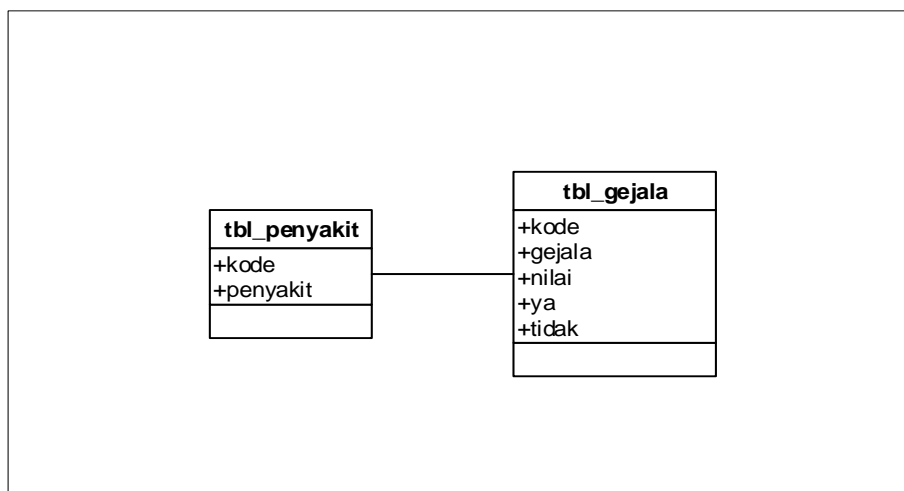 tbl_penyakit
+kode
+penyakit
tbl_gejala
+kode
+gejala
+nilai
+ya
+tidak